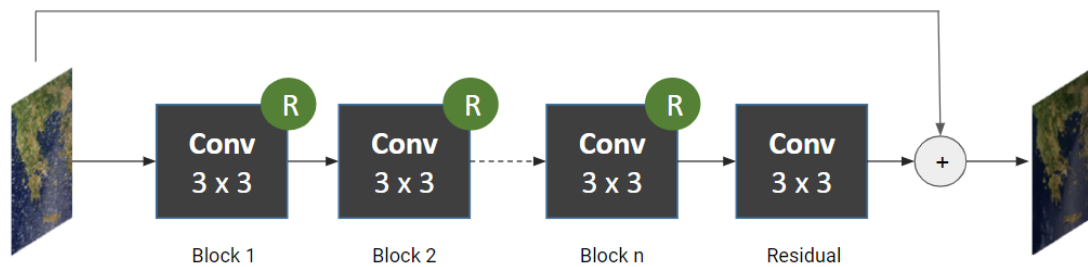 R
R
R
Conv
3 x 3
Conv
3 x 3
Conv
3 x 3
Conv
3 x 3
+
Block 1
Block 2
Block n
Residual